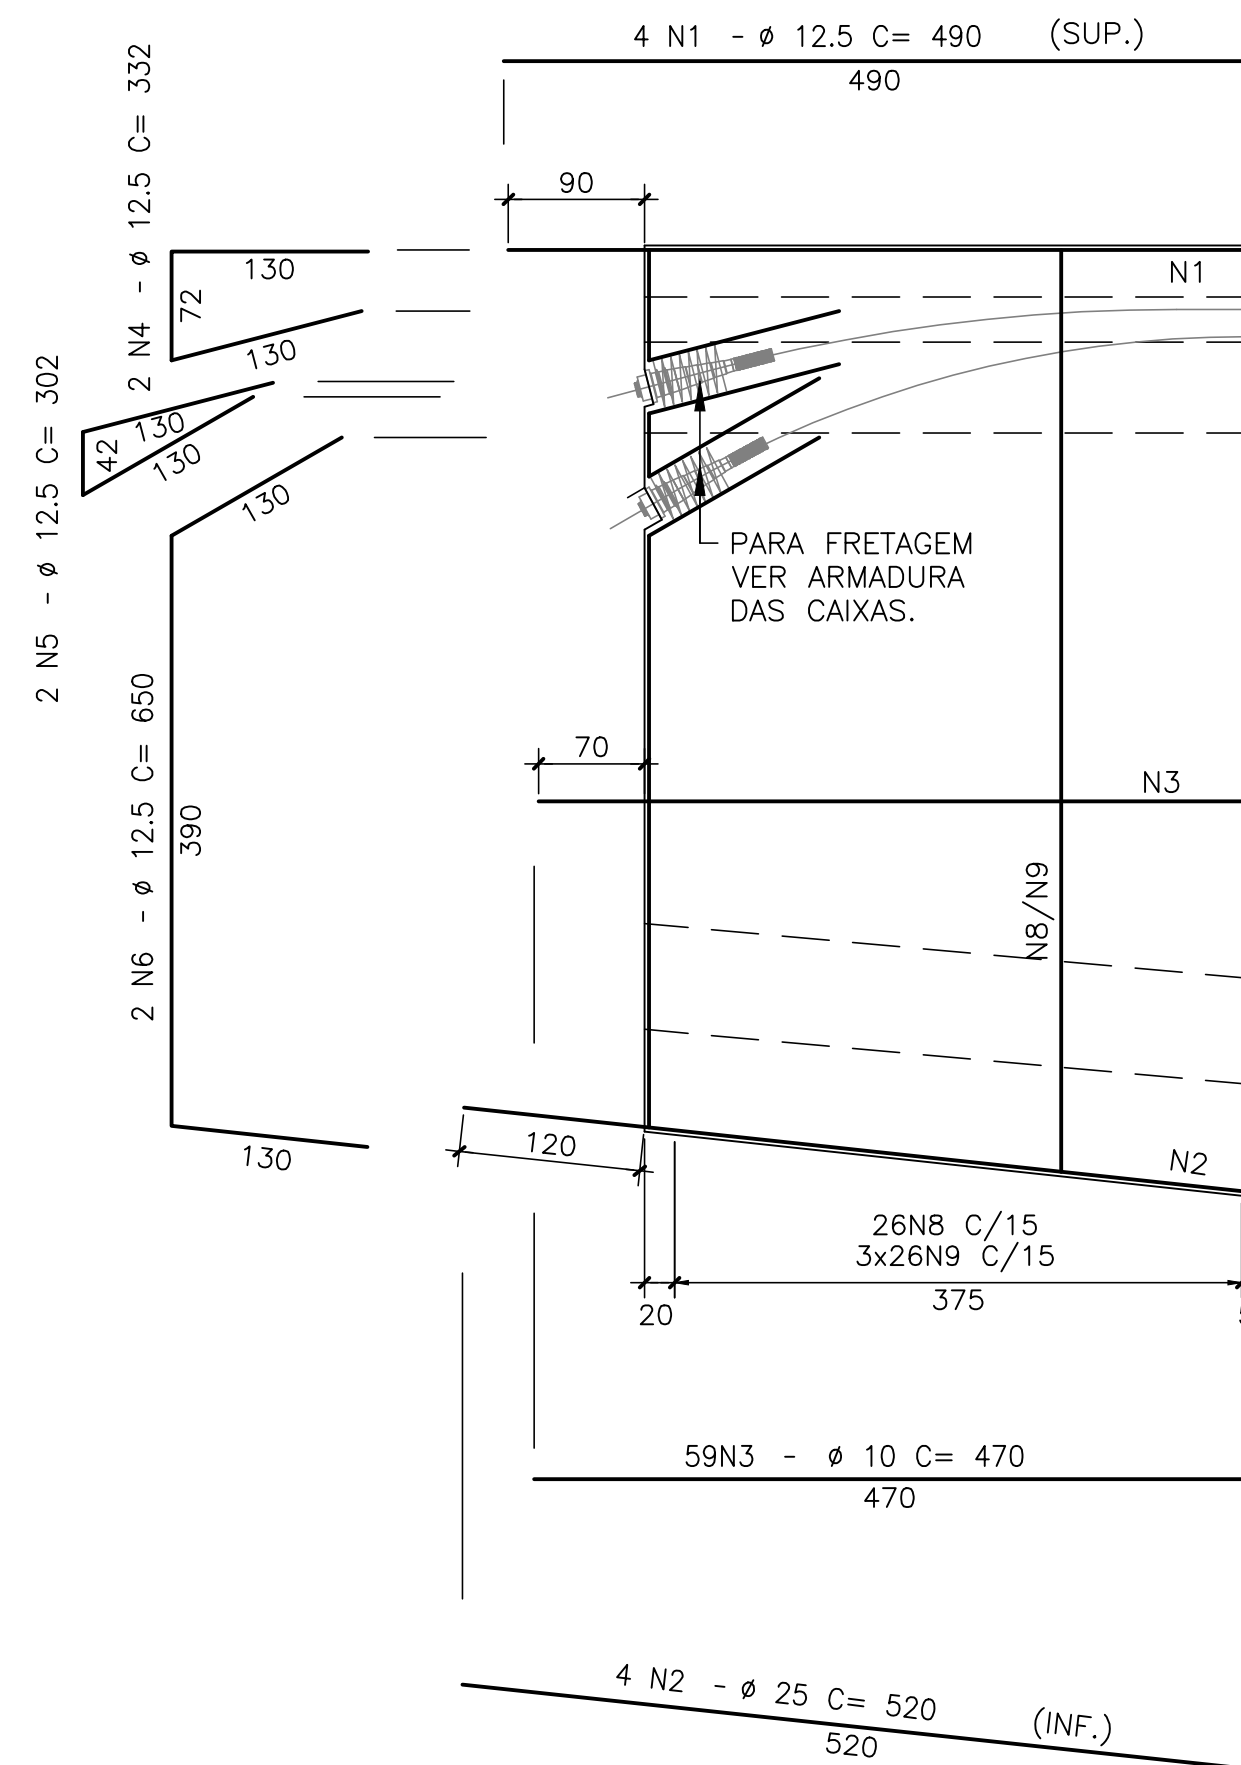 4 N1 - ø 12.5 C= 490 (SUP.)
490
2 N4 - ø 12.5 C= 332
90
130
72
130
N1
2 N5 - ø 12.5 C= 302
130
42
130
130
PARA FRETAGEM
VER ARMADURA
DAS CAIXAS.
2 N6 - ø 12.5 C= 650
390
70
N3
N8/N9
130
120
N2
26N8 C/15
3x26N9 C/15
375
20
59N3 - ø 10 C= 470
470
4 N2 - ø 25 C= 520 (INF.)
520